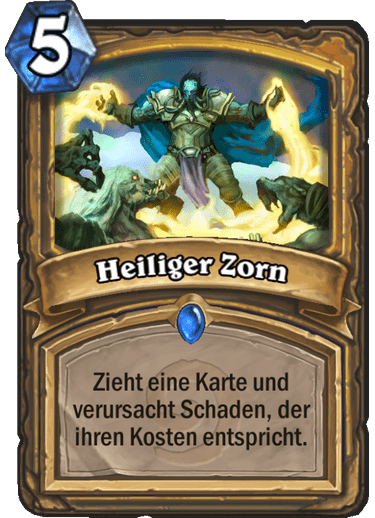 5
Heiliger Zorn
Zieht eine Karte und
verursacht Schaden, der
ihren Kosten entspricht.